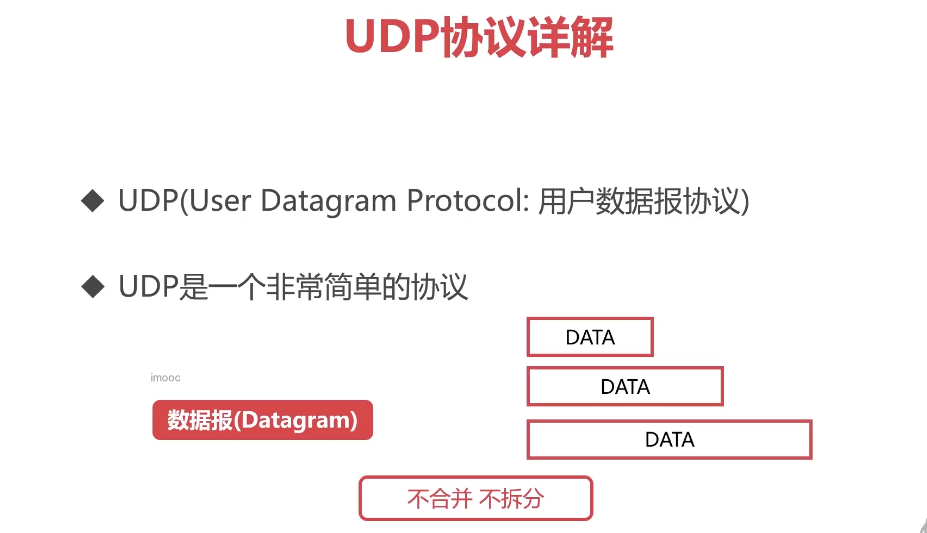 UDP协议详解
UDP(User Datagram Protocol: 用户数据报协议)
UDP是一个非常简单的协议
DATA
imooc
DATA
数据报(Datagram)
DATA
不合并 不拆分